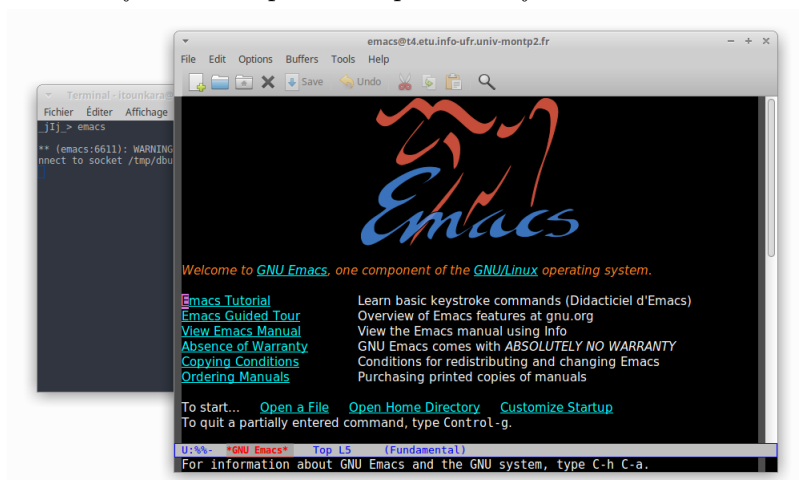 emacs@t4.etu.info-ufr.univ-montp2.fr
File Edit Options Buffers Tools Help
Save Undo
Terminal - itounkara@
Fichier Éditer Affichage
_jIj_> emacs
** (emacs:6611): WARNING
nnect to socket /tmp/dbu
Emacs
Welcome to GNU Emacs, one component of the GNU/Linux operating system.
Emacs Tutorial Learn basic keystroke commands (Didacticiel d'Emacs)
Emacs Guided Tour Overview of Emacs features at gnu.org
View Emacs Manual View the Emacs manual using Info
Absence of Warranty GNU Emacs comes with ABSOLUTELY NO WARRANTY
Copying Conditions Conditions for redistributing and changing Emacs
Ordering Manuals Purchasing printed copies of manuals
To start... Open a File Open Home Directory Customize Startup
To quit a partially entered command, type Control-g.
U:%%- *GNU Emacs* Top L5 (Fundamental)
For information about GNU Emacs and the GNU system, type C-h C-a.